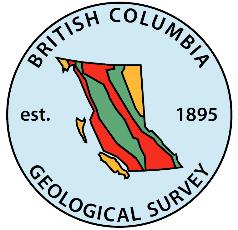 BRITISH COLUMBIA
est. 1895
GEOLOGICAL SURVEY